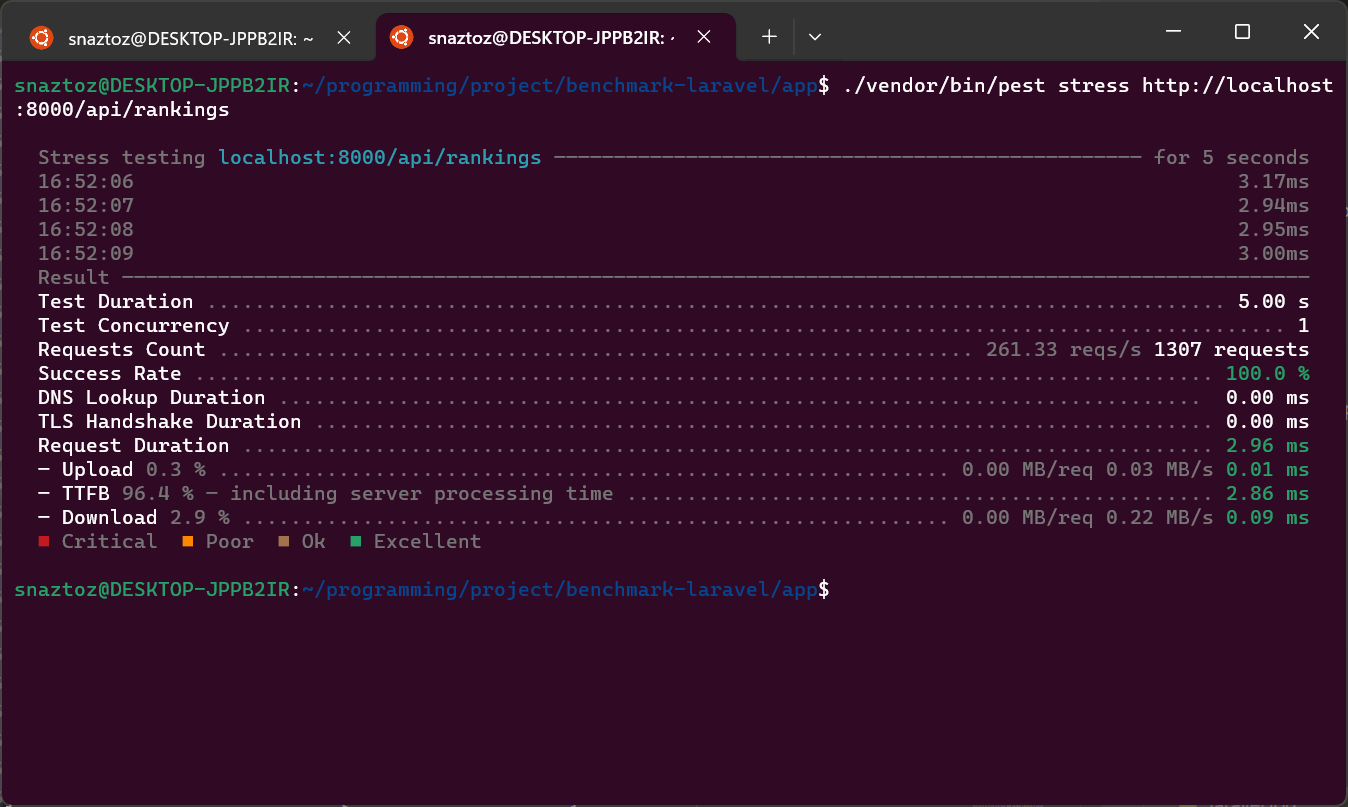 snaztoz@DESKTOP-JPPB2IR: ~
snaztoz@DESKTOP-JPPB2IR: ~
snaztoz@DESKTOP-JPPB2IR:~/programming/project/benchmark-laravel/app$ ./vendor/bin/pest stress http://localhost
:8000/api/rankings
Stress testing localhost:8000/api/rankings ───────────────────────────────────────────────── for 5 seconds
16:52:06 3.17ms
16:52:07 2.94ms
16:52:08 2.95ms
16:52:09 3.00ms
Result ───────────────────────────────────────────────────────────────────────────────────────────────────
Test Duration ..................................................................................... 5.00 s
Test Concurrency ....................................................................................... 1
Requests Count ............................................................... 261.33 reqs/s 1307 requests
Success Rate ..................................................................................... 100.0 %
DNS Lookup Duration ............................................................................. 0.00 ms
TLS Handshake Duration .......................................................................... 0.00 ms
Request Duration ................................................................................ 2.96 ms
─ Upload 0.3 % ............................................................. 0.00 MB/req 0.03 MB/s 0.01 ms
─ TTFB 96.4 % — including server processing time ................................................. 2.86 ms
─ Download 2.9 % ........................................................... 0.00 MB/req 0.22 MB/s 0.09 ms
■ Critical ■ Poor ■ Ok ■ Excellent
snaztoz@DESKTOP-JPPB2IR:~/programming/project/benchmark-laravel/app$